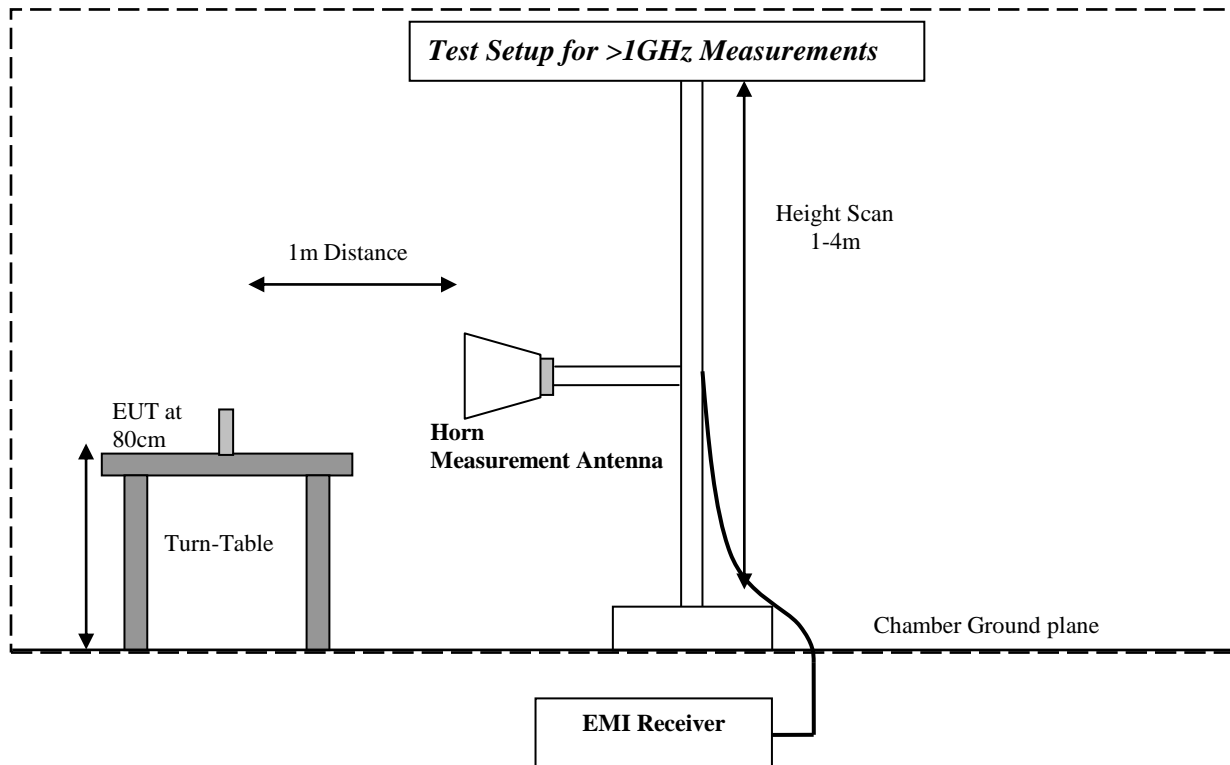 Test Setup for >1GHz Measurements
Height Scan
1-4m
1m Distance
EUT at
80cm
Horn
Measurement Antenna
Turn-Table
Chamber Ground plane
EMI Receiver